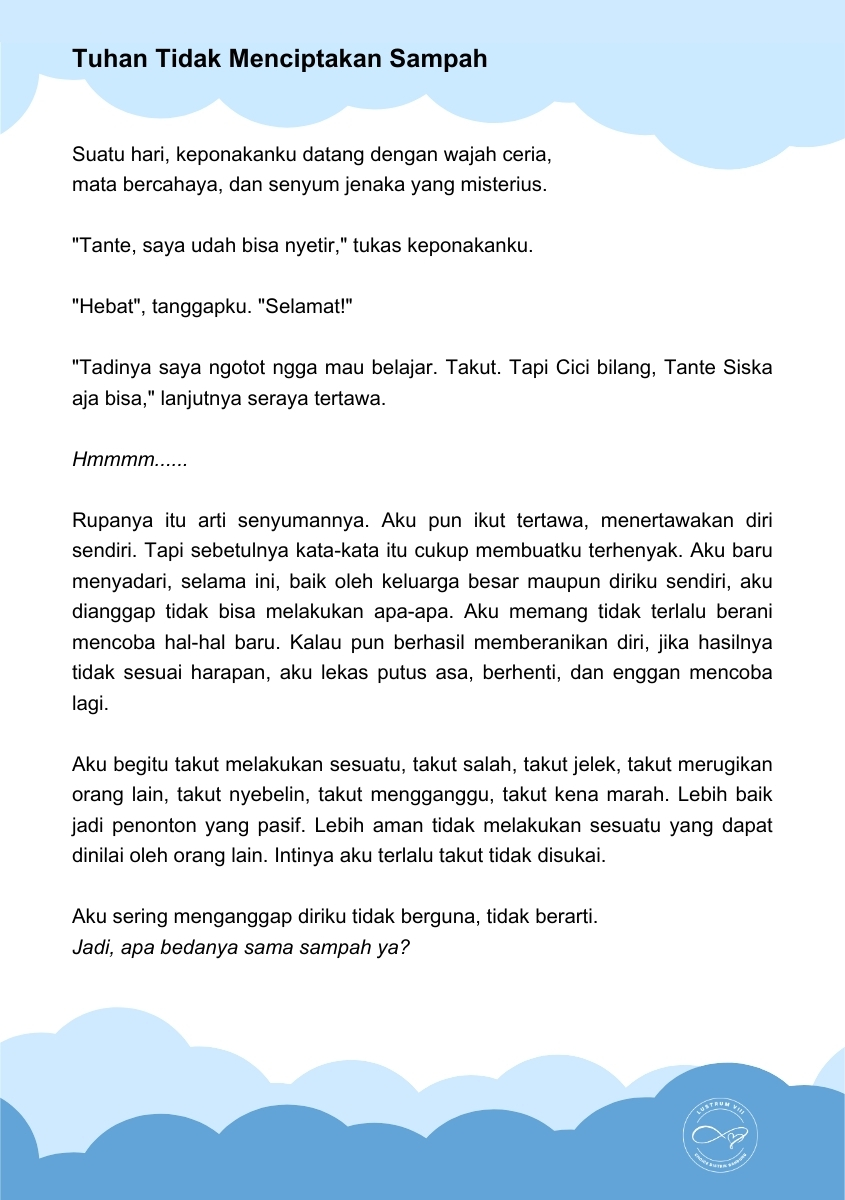 Tuhan Tidak Menciptakan Sampah
Suatu hari, keponakanku datang dengan wajah ceria,
mata bercahaya, dan senyum jenaka yang misterius.
"Tante, saya udah bisa nyetir," tukas keponakanku.
"Hebat", tanggapku. "Selamat!"
"Tadinya saya ngotot ngga mau belajar. Takut. Tapi Cici bilang, Tante Siska
aja bisa," lanjutnya seraya tertawa.
Hmmmm......
Rupanya itu arti senyumannya. Aku pun ikut tertawa, menertawakan diri
sendiri. Tapi sebetulnya kata-kata itu cukup membuatku terhenyak. Aku baru
menyadari, selama ini, baik oleh keluarga besar maupun diriku sendiri, aku
dianggap tidak bisa melakukan apa-apa. Aku memang tidak terlalu berani
mencoba hal-hal baru. Kalau pun berhasil memberanikan diri, jika hasilnya
tidak sesuai harapan, aku lekas putus asa, berhenti, dan enggan mencoba
lagi.
Aku begitu takut melakukan sesuatu, takut salah, takut jelek, takut merugikan
orang lain, takut nyebelin, takut mengganggu, takut kena marah. Lebih baik
jadi penonton yang pasif. Lebih aman tidak melakukan sesuatu yang dapat
dinilai oleh orang lain. Intinya aku terlalu takut tidak disukai.
Aku sering menganggap diriku tidak berguna, tidak berarti.
Jadi, apa bedanya sama sampah ya?
LUSTRUM VIII